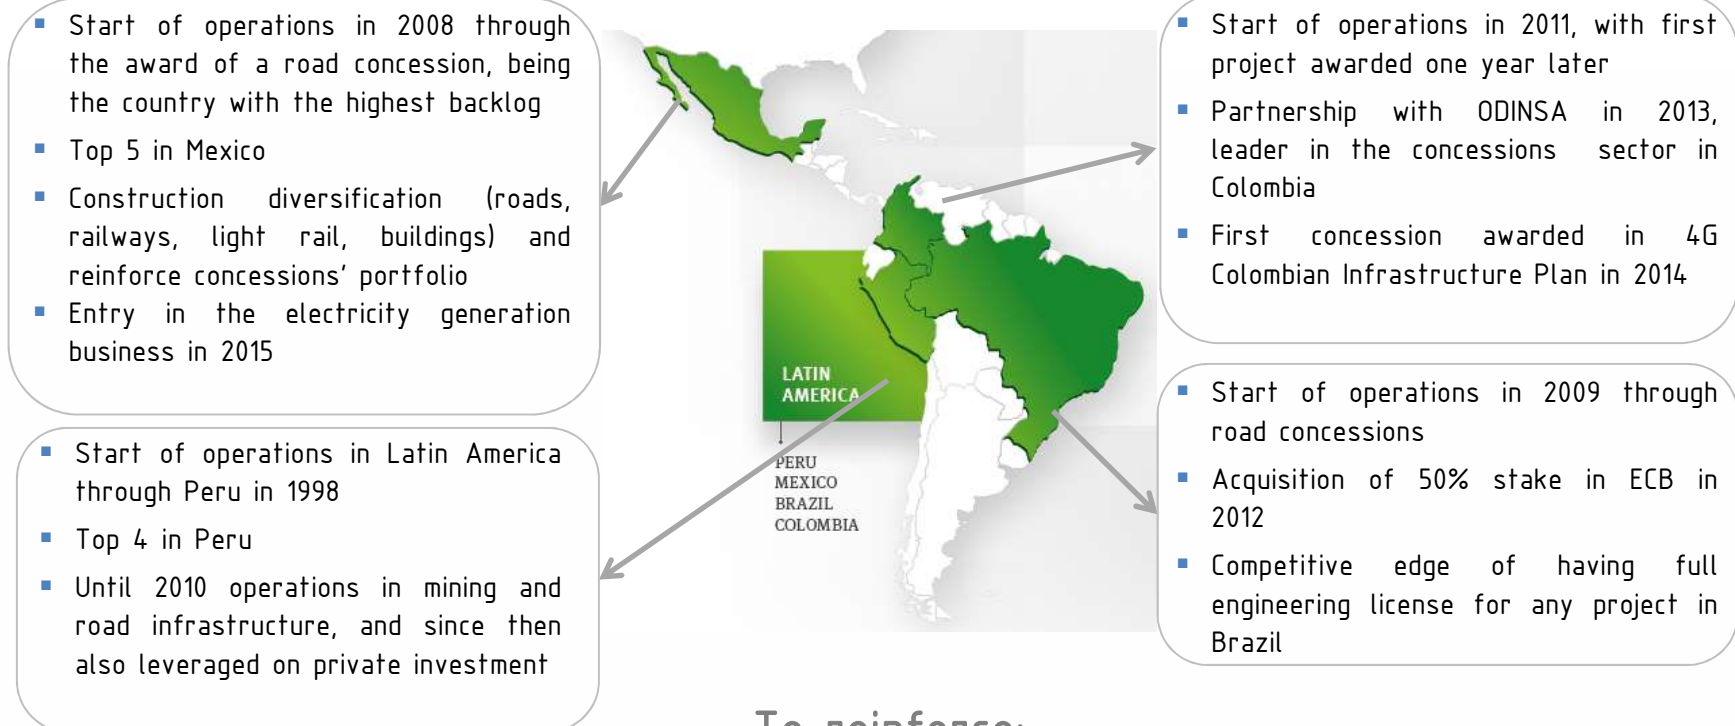 Start of operations in 2008 through
the award of a road concession, being
the country with the highest backlog
Top 5 in Mexico
Construction diversification (roads,
railways, light rail, buildings) and
reinforce concessions' portfolio
Entry in the electricity generation
business in 2015
Start of operations in Latin America
through Peru in 1998
Top 4 in Peru
Until 2010 operations in mining and
road infrastructure, and since then
also leveraged on private investment
LATIN
AMERICA
PERU
MEXICO
BRAZIL
COLOMBIA
Start of operations in 2011, with first
project awarded one year later
Partnership with ODINSA in 2013,
leader in the concessions sector in
Colombia
First concession awarded in 4G
Colombian Infrastructure Plan in 2014
Start of operations in 2009 through
road concessions
Acquisition of 50% stake in ECB in
2012
Competitive edge of having full
engineering license for any project in
Brazil
To reinforce: